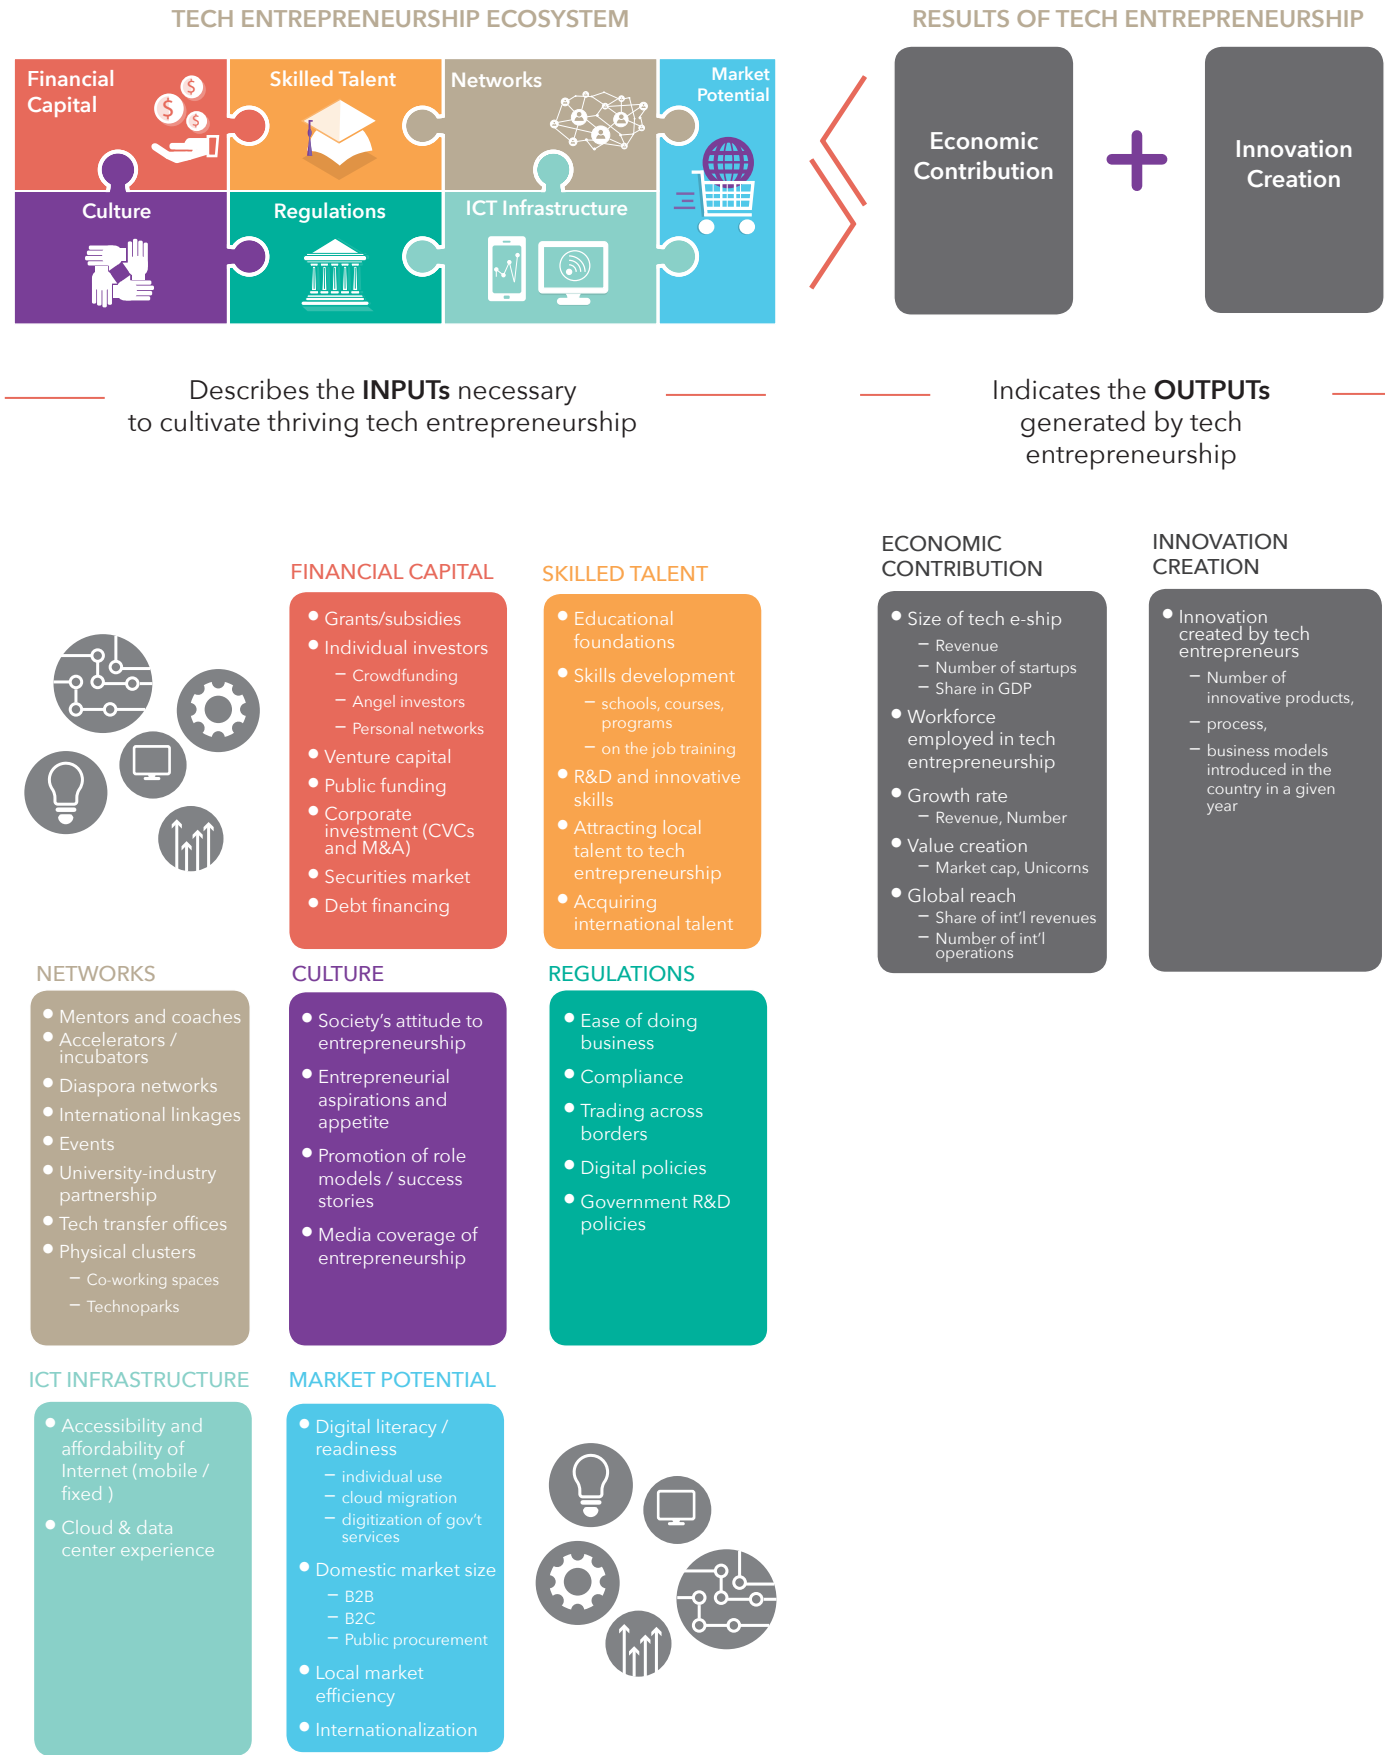 TECH ENTREPRENEURSHIP ECOSYSTEM
RESULTS OF TECH ENTREPRENEURSHIP
Financial
Capital
$
$
$
Skilled Talent
Networks
Market
Potential
Culture
Regulations
ICT Infrastructure
Economic
Contribution
+
Innovation
Creation
Describes the INPUTs necessary
to cultivate thriving tech entrepreneurship
Indicates the OUTPUTs
generated by tech
entrepreneurship
FINANCIAL CAPITAL
• Grants/subsidies
• Individual investors
– Crowdfunding
– Angel investors
– Personal networks
• Venture capital
• Public funding
• Corporate
investment (CVCs
and M&A)
• Securities market
• Debt financing
SKILLED TALENT
• Educational
foundations
• Skills development
– schools, courses,
programs
– on the job training
• R&D and innovative
skills
• Attracting local
talent to tech
entrepreneurship
• Acquiring
international talent
ECONOMIC
CONTRIBUTION
• Size of tech e-ship
– Revenue
– Number of startups
– Share in GDP
• Workforce
employed in tech
entrepreneurship
• Growth rate
– Revenue, Number
• Value creation
– Market cap, Unicorns
• Global reach
– Share of int'l revenues
– Number of int'l
operations
INNOVATION
CREATION
• Innovation
created by tech
entrepreneurs
– Number of
innovative products,
– process,
– business models
introduced in the
country in a given
year
NETWORKS
• Mentors and coaches
• Accelerators /
incubators
• Diaspora networks
• International linkages
• Events
• University-industry
partnership
• Tech transfer offices
• Physical clusters
– Co-working spaces
– Technoparks
CULTURE
• Society's attitude to
entrepreneurship
• Entrepreneurial
aspirations and
appetite
• Promotion of role
models / success
stories
• Media coverage of
entrepreneurship
REGULATIONS
• Ease of doing
business
• Compliance
• Trading across
borders
• Digital policies
• Government R&D
policies
ICT INFRASTRUCTURE
• Accessibility and
affordability of
Internet (mobile /
fixed )
• Cloud & data
center experience
MARKET POTENTIAL
• Digital literacy /
readiness
– individual use
– cloud migration
– digitization of gov't
services
• Domestic market size
– B2B
– B2C
– Public procurement
• Local market
efficiency
• Internationalization